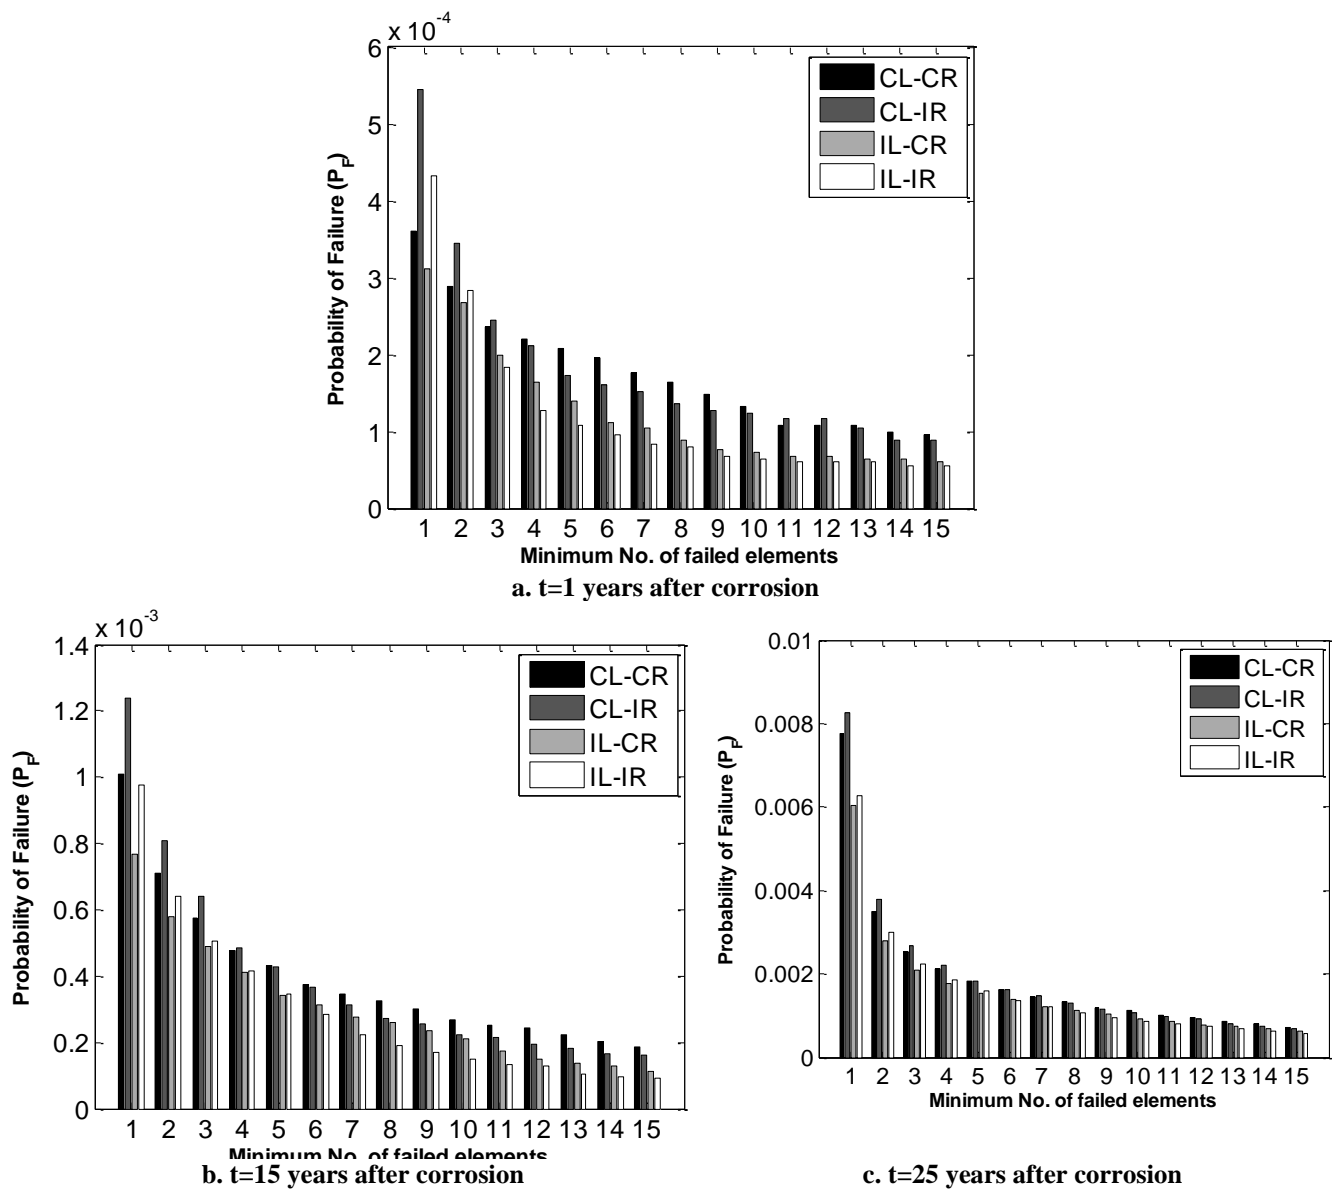 x 10⁻⁴
6
5
4
3
2
1
0
Probability of Failure (P_F)
CL-CR
CL-IR
IL-CR
IL-IR
1 2 3 4 5 6 7 8 9 10 11 12 13 14 15
Minimum No. of failed elements
a. t=1 years after corrosion
x 10⁻³
1.4
1.2
1
0.8
0.6
0.4
0.2
0
Probability of Failure (P_F)
CL-CR
CL-IR
IL-CR
IL-IR
1 2 3 4 5 6 7 8 9 10 11 12 13 14 15
Minimum No. of failed elements
b. t=15 years after corrosion
0.01
0.008
0.006
0.004
0.002
0
Probability of Failure (P_F)
CL-CR
CL-IR
IL-CR
IL-IR
1 2 3 4 5 6 7 8 9 10 11 12 13 14 15
Minimum No. of failed elements
c. t=25 years after corrosion